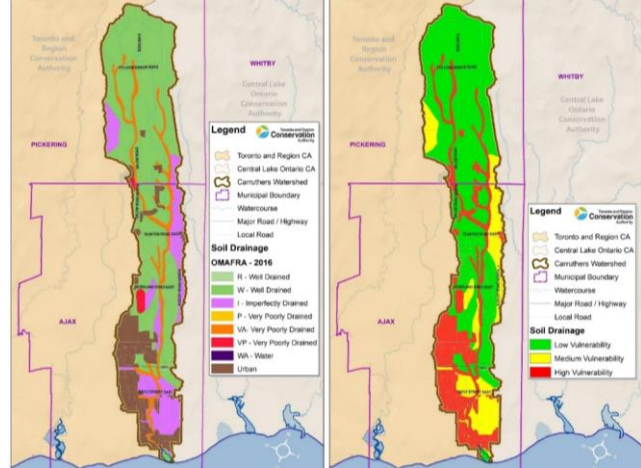 Toronto and
Region
Conservation
Authority
WHITBY
Central Lake
Ontario
Conservation
Authority
PICKERING
AJAX
Legend
Toronto and Region
Conservation
Authority
Toronto and Region CA
Central Lake Ontario CA
Carruthers Watershed
Municipal Boundary
Watercourse
Major Road / Highway
Local Road
Soil Drainage
OMAFRA - 2016
R - Well Drained
W - Well Drained
I - Imperfectly Drained
P - Very Poorly Drained
VA- Very Poorly Drained
VP - Very Poorly Drained
WA - Water
Urban
Toronto and
Region
Conservation
Authority
WHITBY
Central Lake
Ontario
Conservation
Authority
PICKERING
AJAX
Legend
Toronto and Region
Conservation
Authority
Toronto and Region CA
Central Lake Ontario CA
Carruthers Watershed
Municipal Boundary
Watercourse
Major Road / Highway
Local Road
Soil Drainage
Low Vulnerability
Medium Vulnerability
High Vulnerability